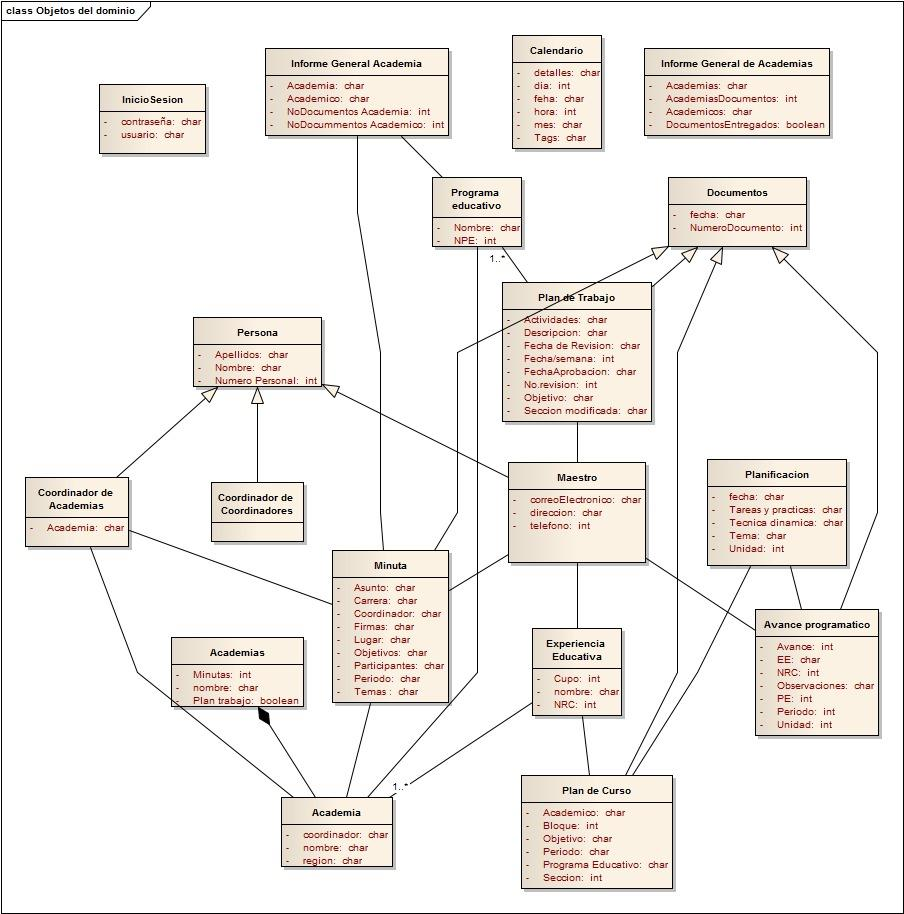 class Objetos del dominio
Informe General Academia
- Academia: char
- Academico: char
- NoDocumentos Academia: int
- NoDocummentos Academico: int
Calendario
- detalles: char
- dia: int
- feha: char
- hora: int
- mes: char
- Tags: char
Informe General de Academias
- Academias: char
- AcademiasDocumentos: int
- Academicos: char
- DocumentosEntregados: boolean
InicioSesion
- contraseña: char
- usuario: char
Programa
educativo
- Nombre: char
- NPE: int
1..*
Documentos
- fecha: char
- NumeroDocumento: int
Plan de Trabajo
- Actividades: char
- Descripcion: char
- Fecha de Revision: char
- Fecha/semana: int
- FechaAprobacion: char
- No.revision: int
- Objetivo: char
- Seccion modificada: char
Persona
- Apellidos: char
- Nombre: char
- Numero Personal: int
Coordinador de
Academias
- Academia: char
Coordinador de
Coordinadores
Maestro
- correoElectronico: char
- direccion: char
- telefono: int
Planificacion
- fecha: char
- Tareas y practicas: char
- Tecnica dinamica: char
- Tema: char
- Unidad: int
Minuta
- Asunto: char
- Carrera: char
- Coordinador: char
- Firmas: char
- Lugar: char
- Objetivos: char
- Participantes: char
- Periodo: char
- Temas : char
Academias
- Minutas: int
- nombre: char
- Plan trabajo: boolean
Experiencia
Educativa
- Cupo: int
- nombre: char
- NRC: int
Avance programatico
- Avance: int
- EE: char
- NRC: int
- Observaciones: char
- PE: int
- Periodo: int
- Unidad: int
1..*
Academia
- coordinador: char
- nombre: char
- region: char
Plan de Curso
- Academico: char
- Bloque: int
- Objetivo: char
- Periodo: char
- Programa Educativo: char
- Seccion: int